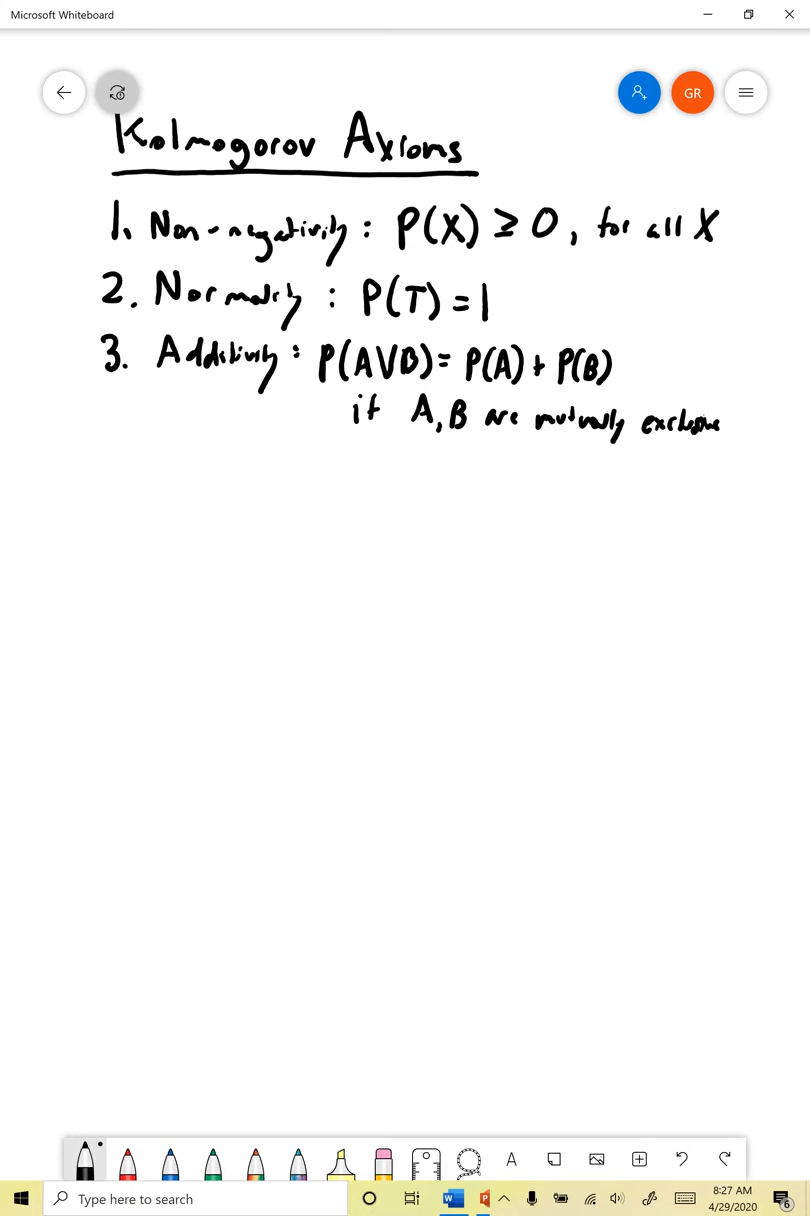 Microsoft Whiteboard
GR
Kolmogorov Axioms
1. Non-negativity: P(X) ≥ 0, for all X
2. Normality: P(T) = 1
3. Additivity: P(A∨B) = P(A) + P(B)
if A, B are mutually exclusive
A
Type here to search
W
P
8:27 AM
4/29/2020
6